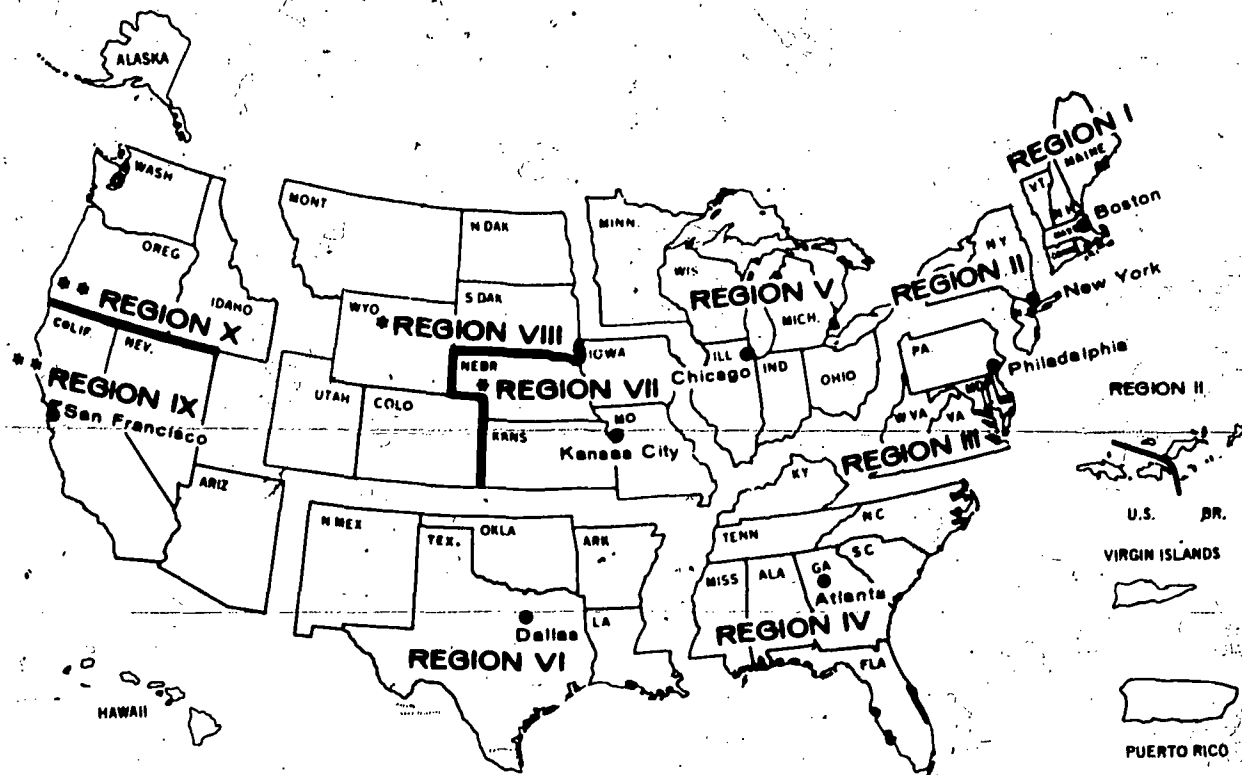 ALASKA
REGION I
MAINE
WASH
VT.
N H
MONT
Boston
N DAK
MINN.
MASS
OREG
N Y
CONN
WIS
REGION II
New York
** REGION X
IDAHO
S DAK
REGION V
WYO
*REGION VIII
MICH.
CALIF.
NEV.
IOWA
ILL
PA.
NEBR
Chicago
IND
OHIO
Philadelphia
** REGION IX
* REGION VII
MD
REGION II
UTAH
COLO
San Francisco
MO
W VA
VA
KANS
Kansas City
REGION III
KY
ARIZ
N MEX
OKLA
TEX.
ARK
TENN
N C
U.S.
BR.
S C
VIRGIN ISLANDS
MISS
ALA
GA
Atlanta
LA
Dallas
REGION IV
REGION VI
FLA
HAWAII
PUERTO RICO